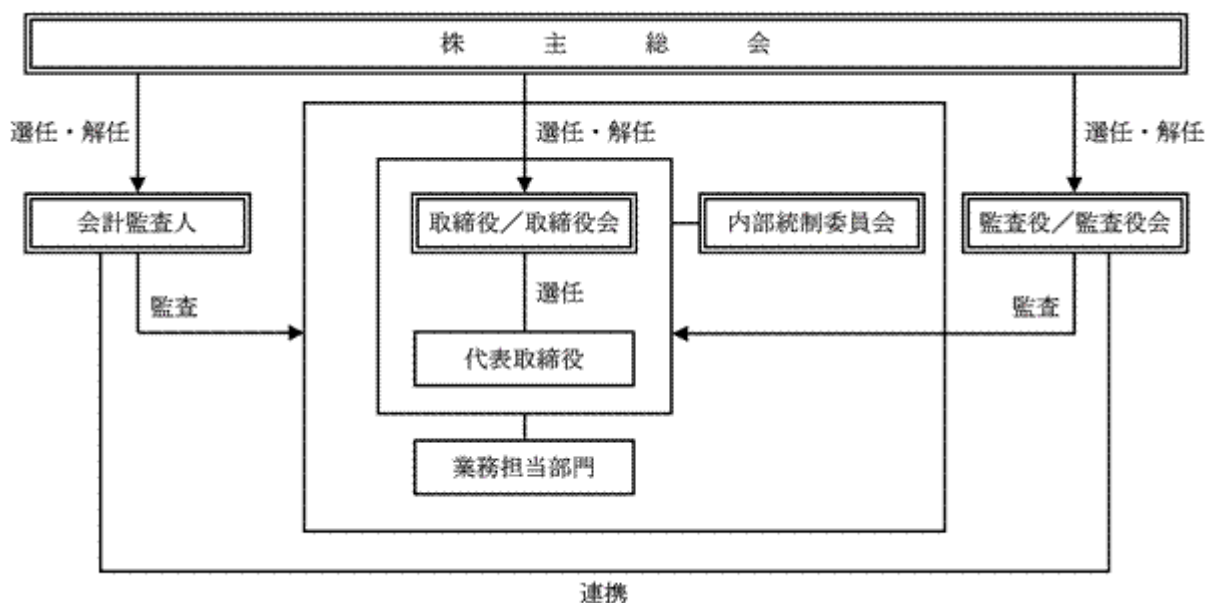 株主総会
選任・解任
選任・解任
選任・解任
会計監査人
取締役／取締役会
内部統制委員会
監査役／監査役会
監査
選任
監査
代表取締役
業務担当部門
連携